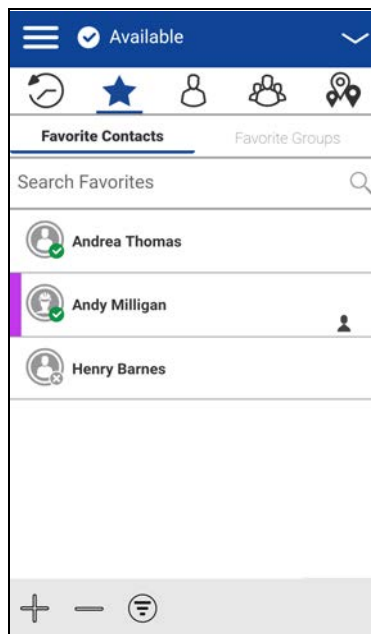 Available
Favorite Contacts Favorite Groups
Search Favorites
Andrea Thomas
Andy Milligan
Henry Barnes